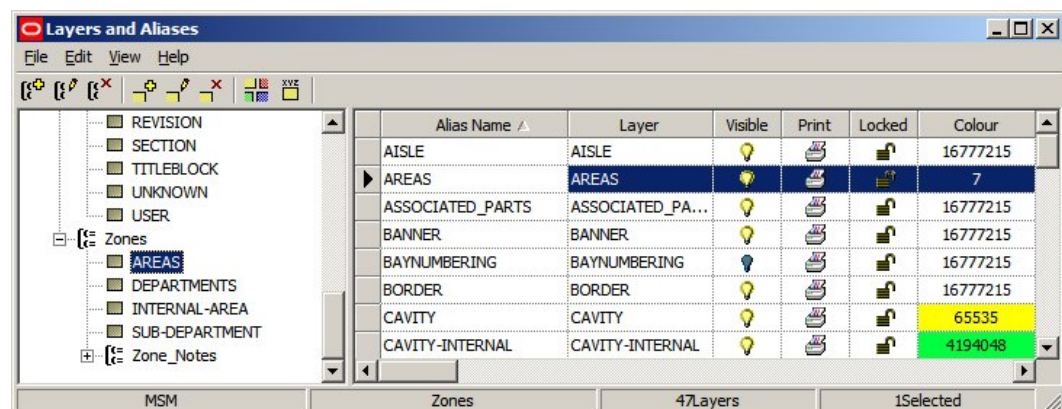 Layers and Aliases
File Edit View Help
XYZ
REVISION
SECTION
TITLEBLOCK
UNKNOWN
USER
Zones
AREAS
DEPARTMENTS
INTERNAL-AREA
SUB-DEPARTMENT
Zone_Notes
Alias Name Layer Visible Print Locked Colour
AISLE AISLE 16777215
AREAS AREAS 7
ASSOCIATED_PARTS ASSOCIATED_PA... 16777215
BANNER BANNER 16777215
BAYNUMBERING BAYNUMBERING 16777215
BORDER BORDER 16777215
CAVITY CAVITY 65535
CAVITY-INTERNAL CAVITY-INTERNAL 4194048
MSM Zones 47Layers 1Selected